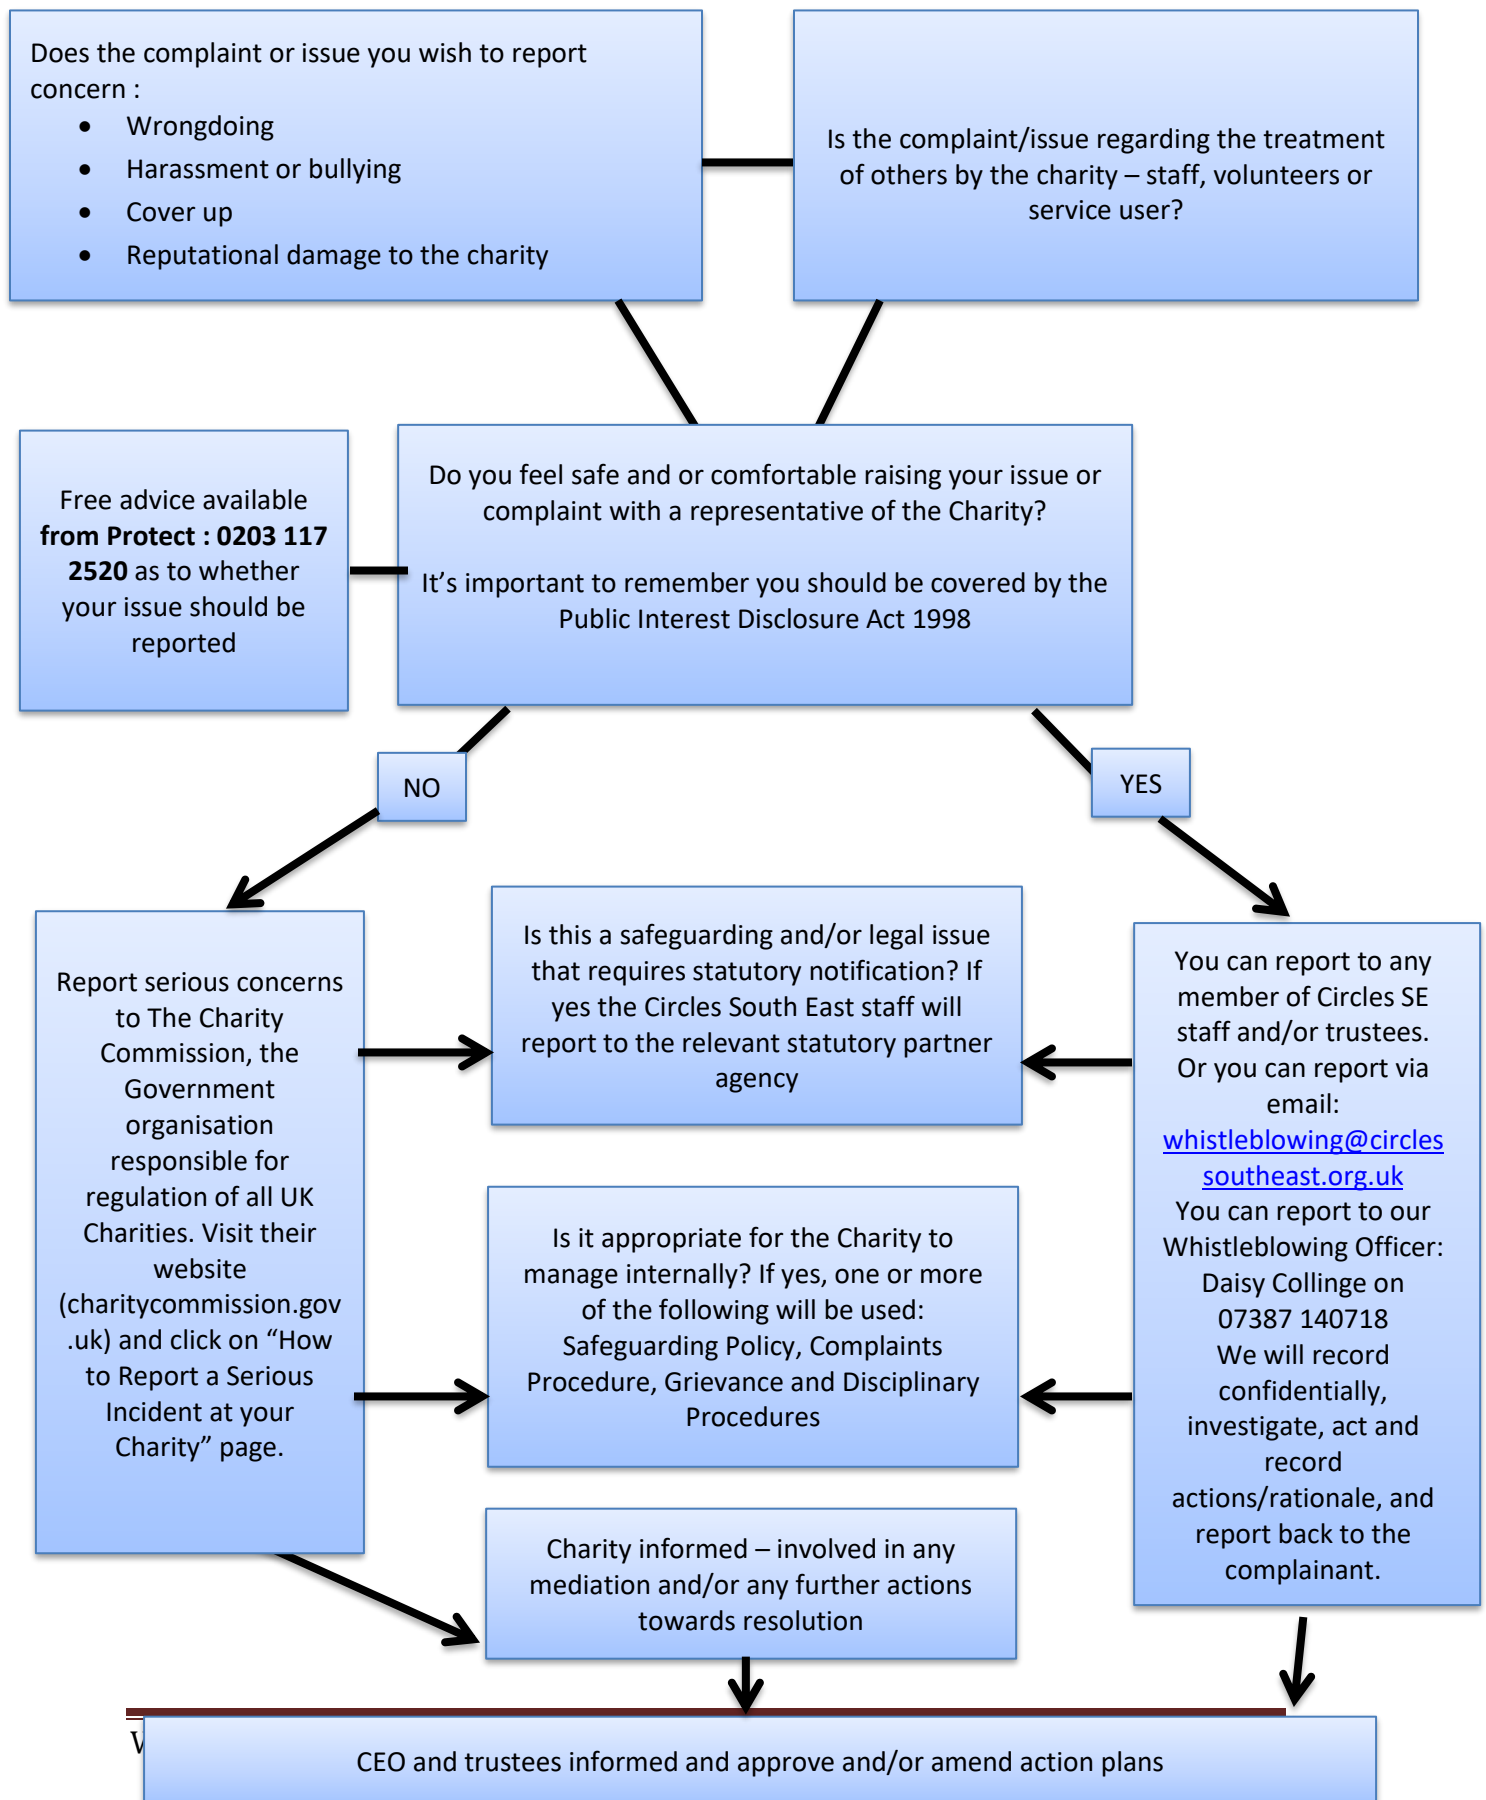 Does the complaint or issue you wish to report
concern :
• Wrongdoing
• Harassment or bullying
• Cover up
• Reputational damage to the charity
Is the complaint/issue regarding the treatment
of others by the charity – staff, volunteers or
service user?
Free advice available
from Protect : 0203 117
2520 as to whether
your issue should be
reported
Do you feel safe and or comfortable raising your issue or
complaint with a representative of the Charity?
It’s important to remember you should be covered by the
Public Interest Disclosure Act 1998
NO
YES
Report serious concerns
to The Charity
Commission, the
Government
organisation
responsible for
regulation of all UK
Charities. Visit their
website
(charitycommission.gov
.uk) and click on “How
to Report a Serious
Incident at your
Charity” page.
Is this a safeguarding and/or legal issue
that requires statutory notification? If
yes the Circles South East staff will
report to the relevant statutory partner
agency
Is it appropriate for the Charity to
manage internally? If yes, one or more
of the following will be used:
Safeguarding Policy, Complaints
Procedure, Grievance and Disciplinary
Procedures
You can report to any
member of Circles SE
staff and/or trustees.
Or you can report via
email:
whistleblowing@circles
southeast.org.uk
You can report to our
Whistleblowing Officer:
Daisy Collinge on
07387 140718
We will record
confidentially,
investigate, act and
record
actions/rationale, and
report back to the
complainant.
Charity informed – involved in any
mediation and/or any further actions
towards resolution
CEO and trustees informed and approve and/or amend action plans